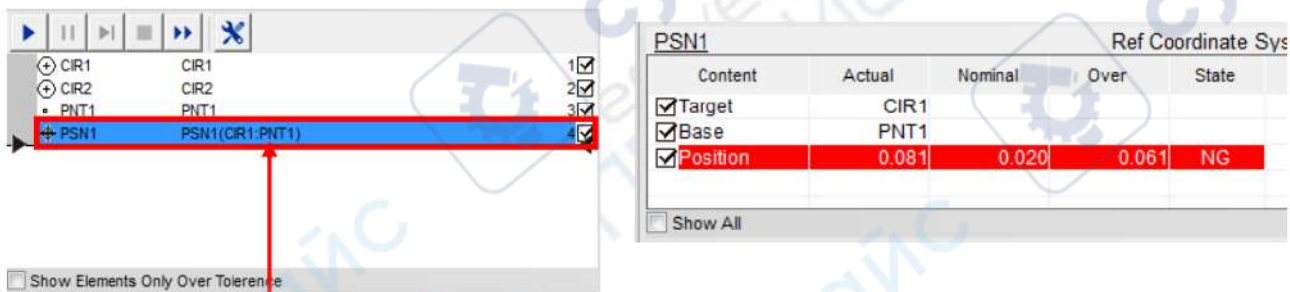 CIR1 CIR1 1
CIR2 CIR2 2
PNT1 PNT1 3
PSN1 PSN1(CIR1:PNT1) 4
Show Elements Only Over Tolerence
PSN1 Ref Coordinate Sys
Content Actual Nominal Over State
Target CIR1
Base PNT1
Position 0.081 0.020 0.061 NG
Show All